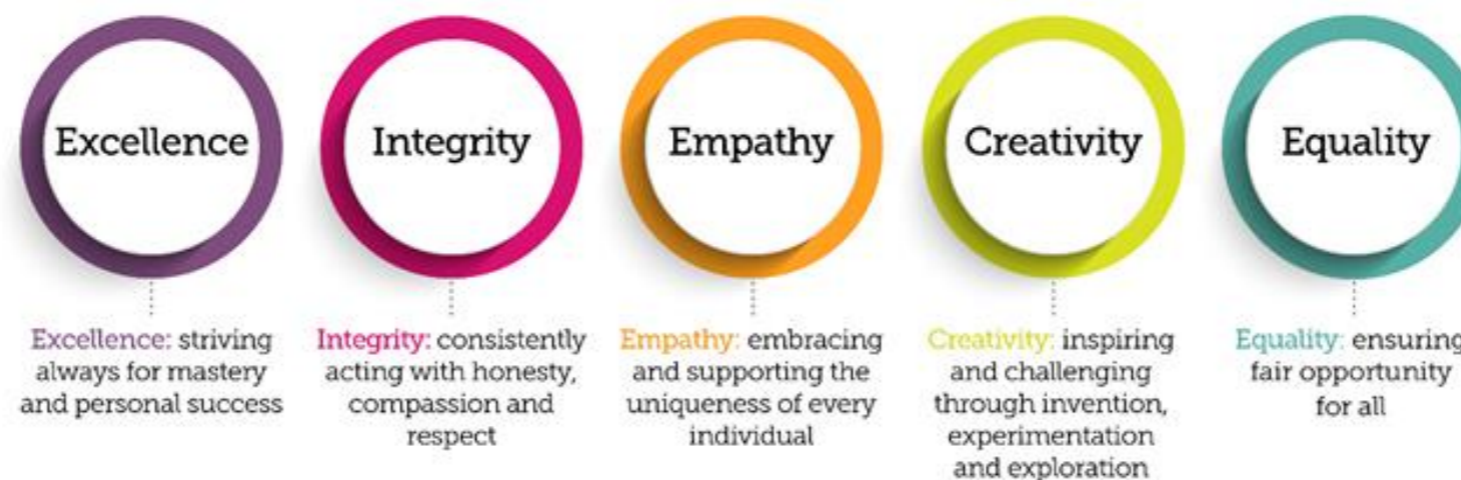 Excellence
Integrity
Empathy
Creativity
Equality
Excellence: striving
always for mastery
and personal success
Integrity: consistently
acting with honesty,
compassion and
respect
Empathy: embracing
and supporting the
uniqueness of every
individual
Creativity: inspiring
and challenging
through invention,
experimentation
and exploration
Equality: ensuring
fair opportunity
for all